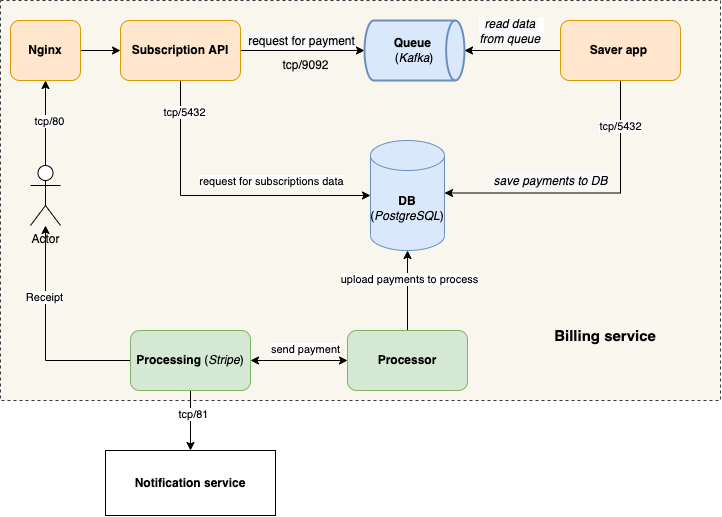 Nginx
Subscription API
request for payment
tcp/9092
Queue
(Kafka)
read data
from queue
Saver app
tcp/80
tcp/5432
tcp/5432
request for subscriptions data
DB
(PostgreSQL)
save payments to DB
Actor
upload payments to process
Receipt
Processing (Stripe)
send payment
Processor
Billing service
tcp/81
Notification service